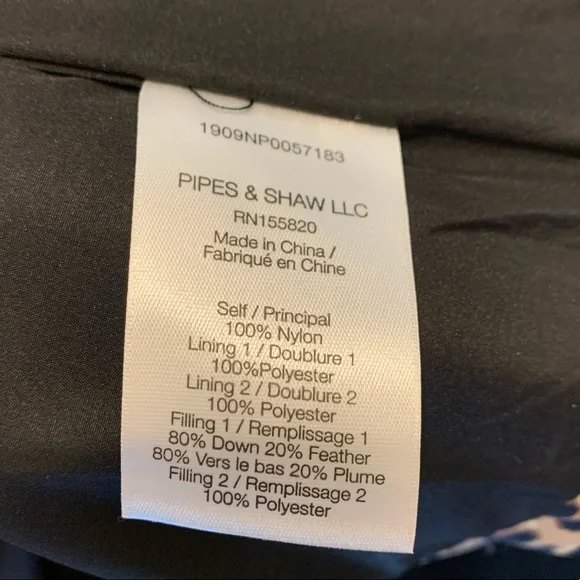 1909NP0057183
PIPES & SHAW LLC
RN155820
Made in China /
Fabriqué en Chine
Self / Principal
100% Nylon
Lining 1 / Doublure 1
100%Polyester
Lining 2 / Doublure 2
100% Polyester
Filling 1 / Remplissage 1
80% Down 20% Feather
80% Vers le bas 20% Plume
Filling 2 / Remplissage 2
100% Polyester